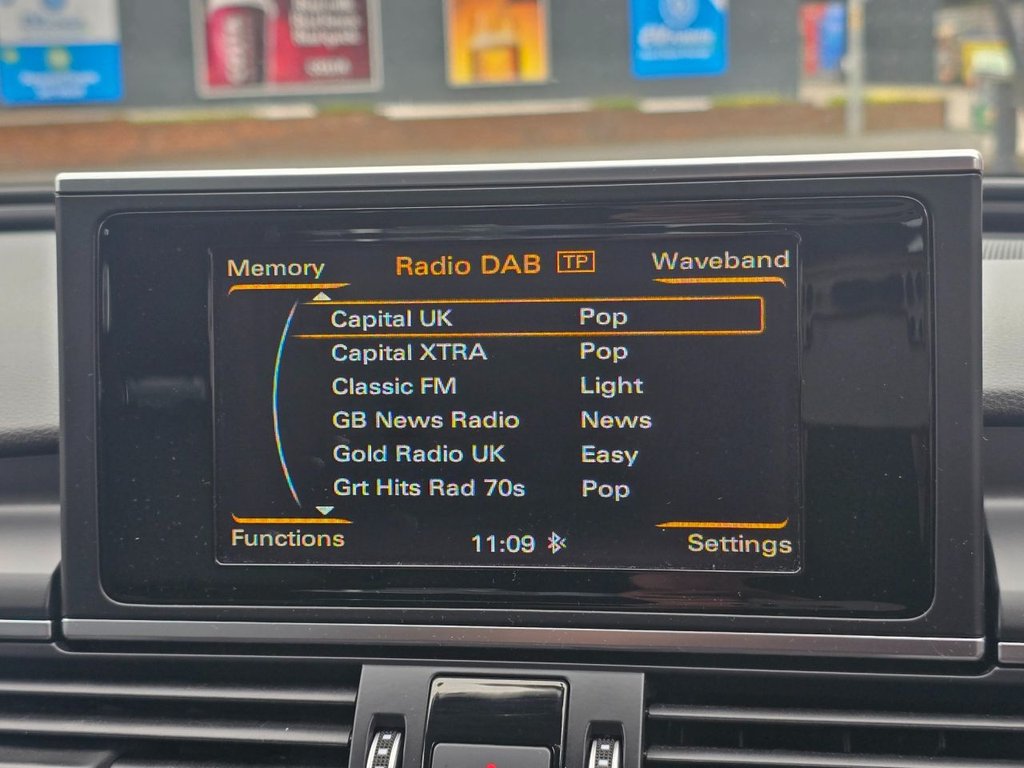 Memory Radio DAB TP Waveband
Capital UK Pop
Capital XTRA Pop
Classic FM Light
GB News Radio News
Gold Radio UK Easy
Grt Hits Rad 70s Pop
Functions 11:09 Settings